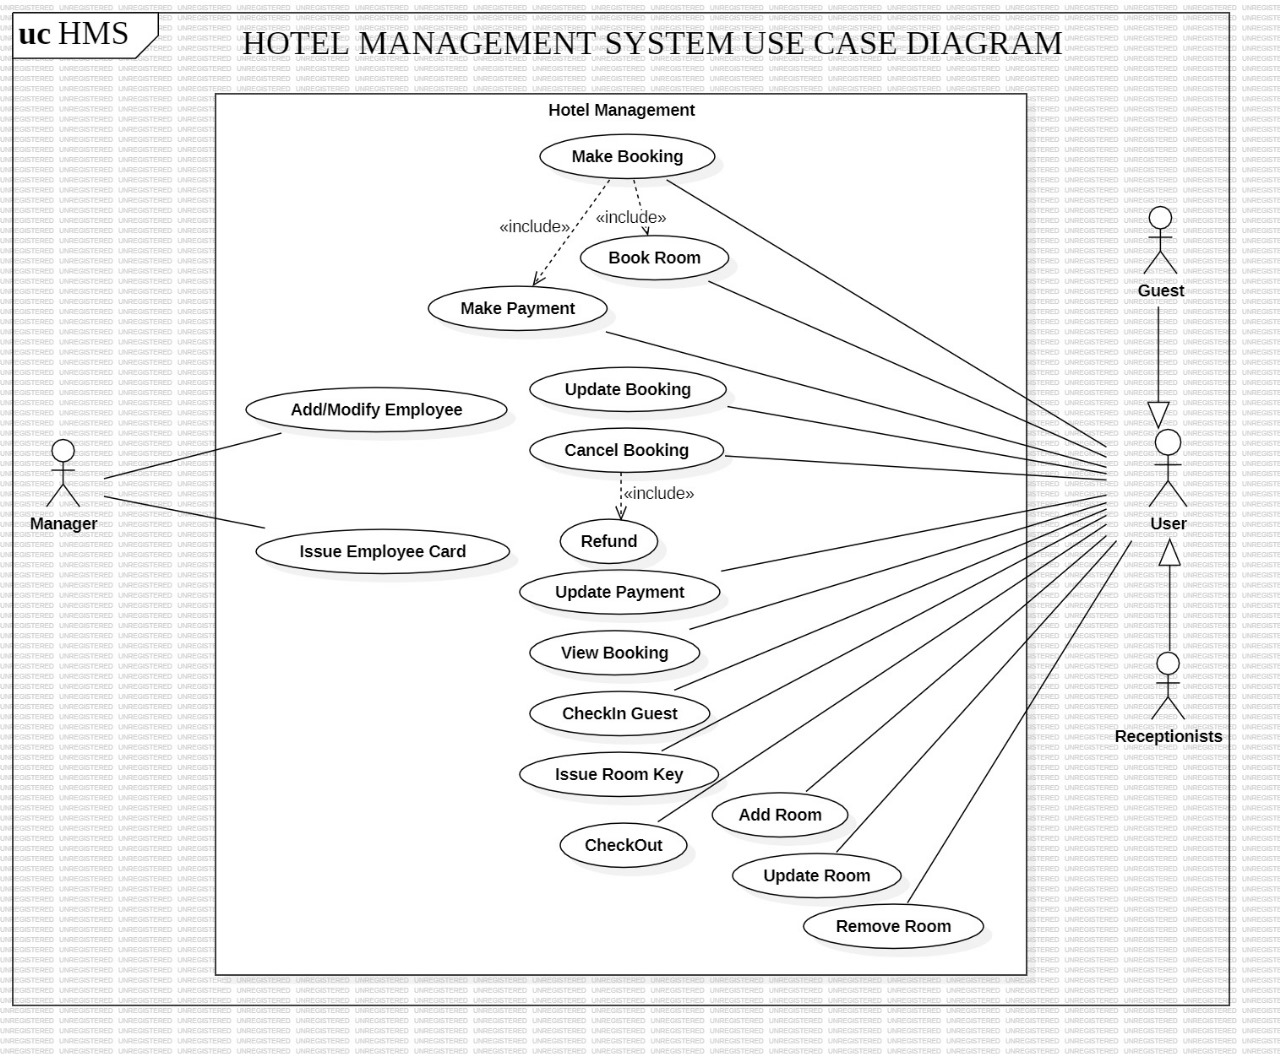 uc HMS
HOTEL MANAGEMENT SYSTEM USE CASE DIAGRAM
Hotel Management
Make Booking
«include»
«include»
Book Room
Make Payment
Guest
Update Booking
Add/Modify Employee
Cancel Booking
«include»
Manager
User
Refund
Issue Employee Card
Update Payment
View Booking
CheckIn Guest
Receptionists
Issue Room Key
Add Room
CheckOut
Update Room
Remove Room
UNREGISTERED